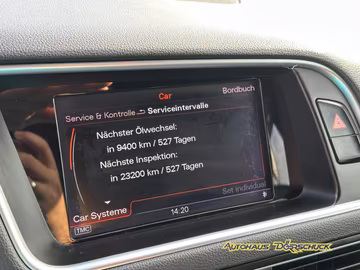 Car
Bordbuch
Service & Kontrolle Serviceintervalle
Nächster Ölwechsel:
in 9400 km / 527 Tagen
Nächste Inspektion:
in 23200 km / 527 Tagen
Set individual
Car Systeme
14:20
TMC
AUTOHAUS DÖRSCHUCK